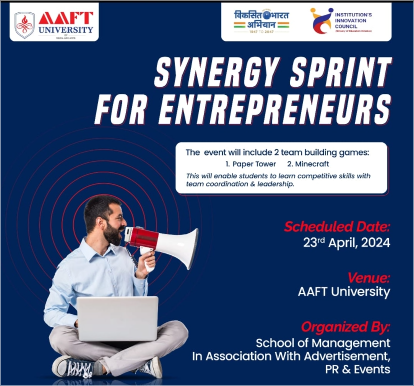 AAFT
UNIVERSITY
विकसित भारत
अभियान
INSTITUTION'S
INNOVATION
COUNCIL
SYNERGY SPRINT
FOR ENTREPRENEURS
The event will include 2 team building games:
1. Paper Tower 2. Minecraft
This will enable students to learn competitive skills with
team coordination & leadership.
Scheduled Date:
23rd April, 2024
Venue:
AAFT University
Organized By:
School of Management
In Association With Advertisement,
PR & Events